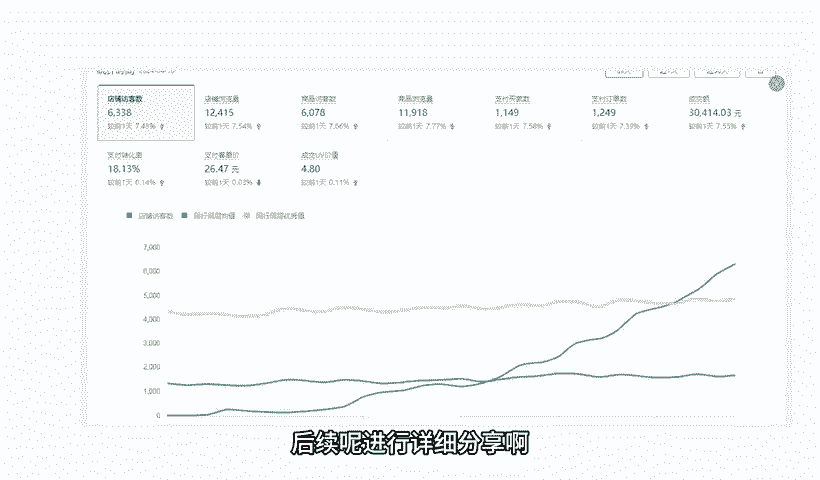 店铺访客数 店铺浏览量 商品访客数 商品浏览量 支付买家数 支付订单数 成交额
6,338 12,415 6,078 11,918 1,149 1,249 30,414.03 元
较前1天 7.54% 较前1天 7.66% 较前1天 7.77% 较前1天 7.58% 较前1天 7.39% 较前1天 7.55%
支付转化率 支付客单价 成交UV价值
18.13% 26.47 元 4.80
较前1天 0.14% 较前1天 0.03% 较前1天 0.11%
店铺访客数
7,000
6,000
5,000
4,000
3,000
2,000
1,000
0
后续呢进行详细分享啊